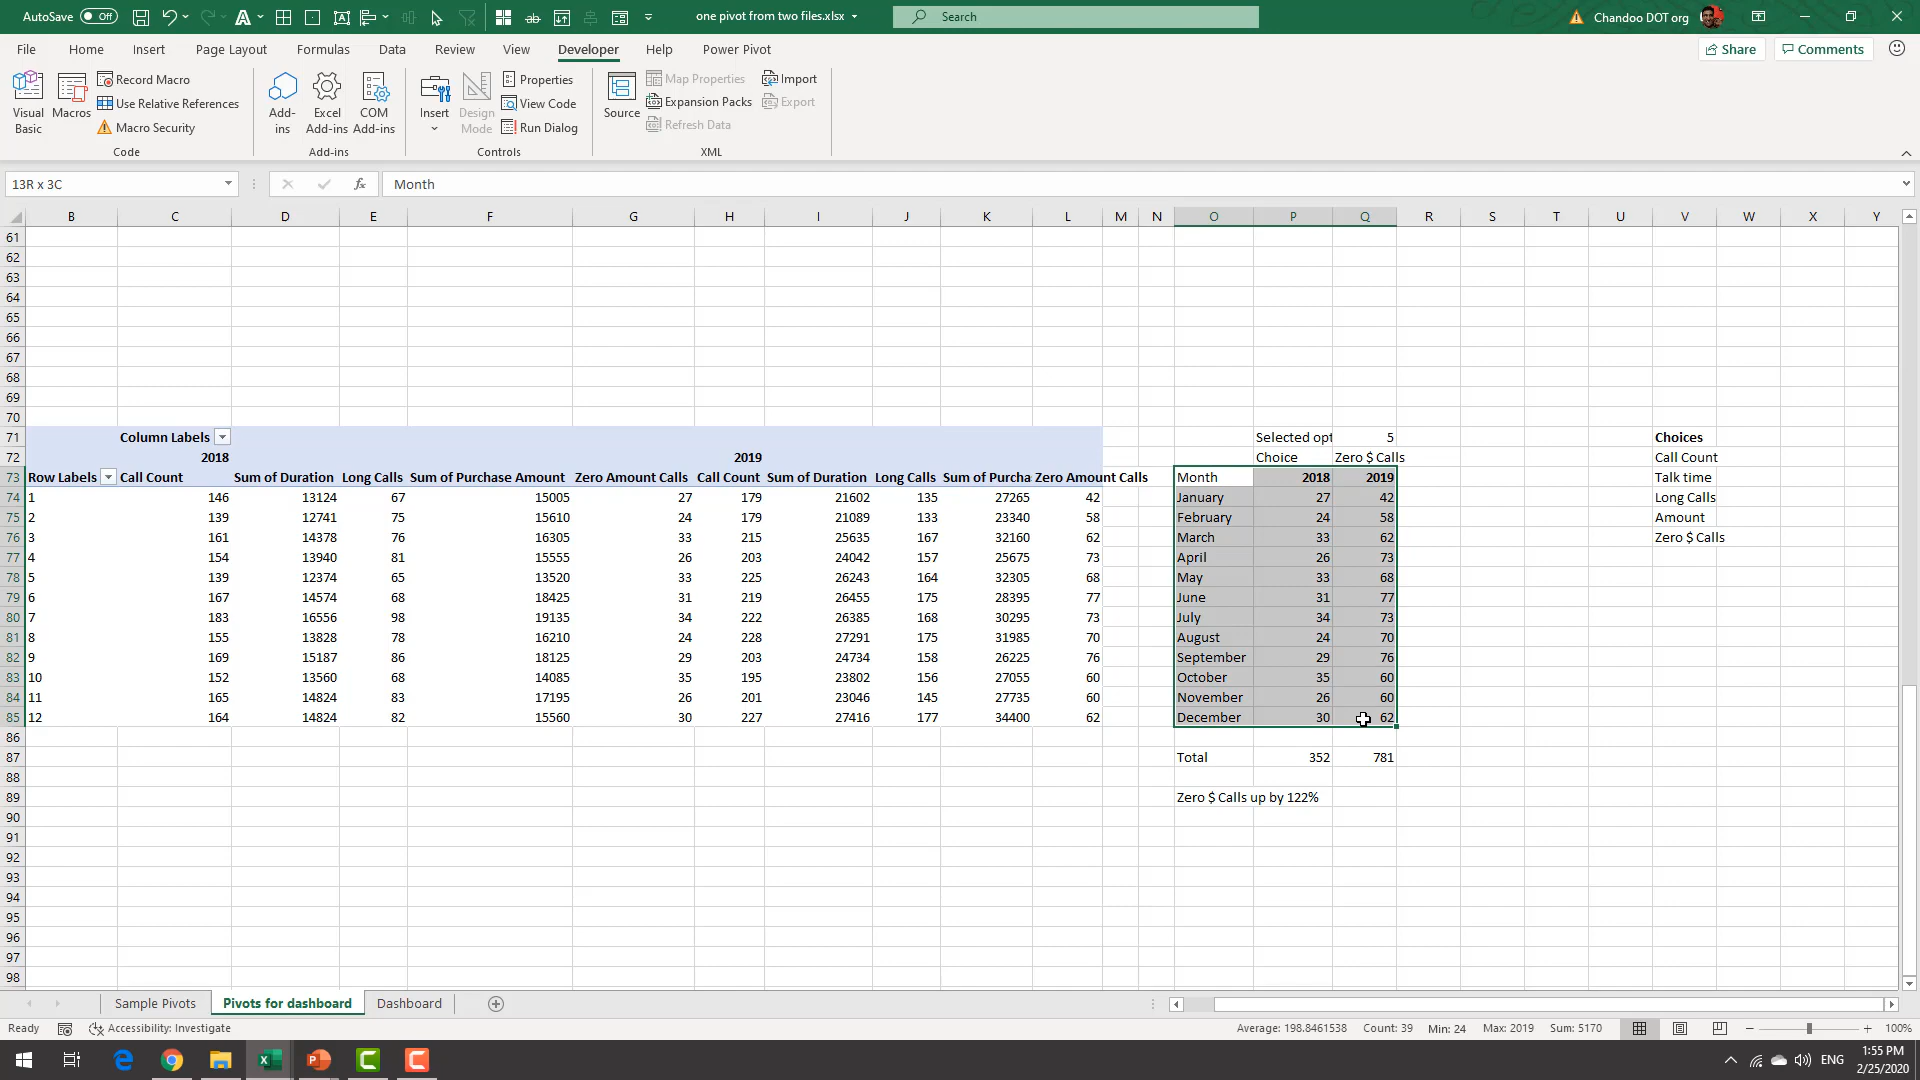 AutoSave Off one pivot from two files.xlsx Search Chandoo DOT org
File Home Insert Page Layout Formulas Data Review View Developer Help Power Pivot Share Comments
Visual Basic
Macros
Record Macro
Use Relative References
Macro Security
Code
Add-ins
Excel Add-ins
COM Add-ins
Add-ins
Insert
Design Mode
Properties
View Code
Run Dialog
Controls
Source
Map Properties
Expansion Packs
Refresh Data
Import
Export
XML
13R x 3C fx Month
B C D E F G H I J K L M N O P Q R S T U V W X Y
61
62
63
64
65
66
67
68
69
70
71 Column Labels Selected opt 5 Choices
72 2018 2019 Choice Zero $ Calls Call Count
73 Row Labels Call Count Sum of Duration Long Calls Sum of Purchase Amount Zero Amount Calls Call Count Sum of Duration Long Calls Sum of Purcha Zero Amount Calls Month 2018 2019 Talk time
74 1 146 13124 67 15005 27 179 21602 135 27265 42 January 27 42 Long Calls
75 2 139 12741 75 15610 24 179 21089 133 23340 58 February 24 58 Amount
76 3 161 14378 76 16305 33 215 25635 167 32160 62 March 33 62 Zero $ Calls
77 4 154 13940 81 15555 26 203 24042 157 25675 73 April 26 73
78 5 139 12374 65 13520 33 225 26243 164 32305 68 May 33 68
79 6 167 14574 68 18425 31 219 26455 175 28395 77 June 31 77
80 7 183 16556 98 19135 34 222 26385 168 30295 73 July 34 73
81 8 155 13828 78 16210 24 228 27291 175 31985 70 August 24 70
82 9 169 15187 86 18125 29 203 24734 158 26225 76 September 29 76
83 10 152 13560 68 14085 35 195 23802 156 27055 60 October 35 60
84 11 165 14824 83 17195 26 201 23046 145 27735 60 November 26 60
85 12 164 14824 82 15560 30 227 27416 177 34400 62 December 30 62
86
87 Total 352 781
88
89 Zero $ Calls up by 122%
90
91
92
93
94
95
96
97
98
Sample Pivots Pivots for dashboard Dashboard
Ready Accessibility: Investigate Average: 198.8461538 Count: 39 Min: 24 Max: 2019 Sum: 5170 100%
ENG 1:55 PM
2/25/2020